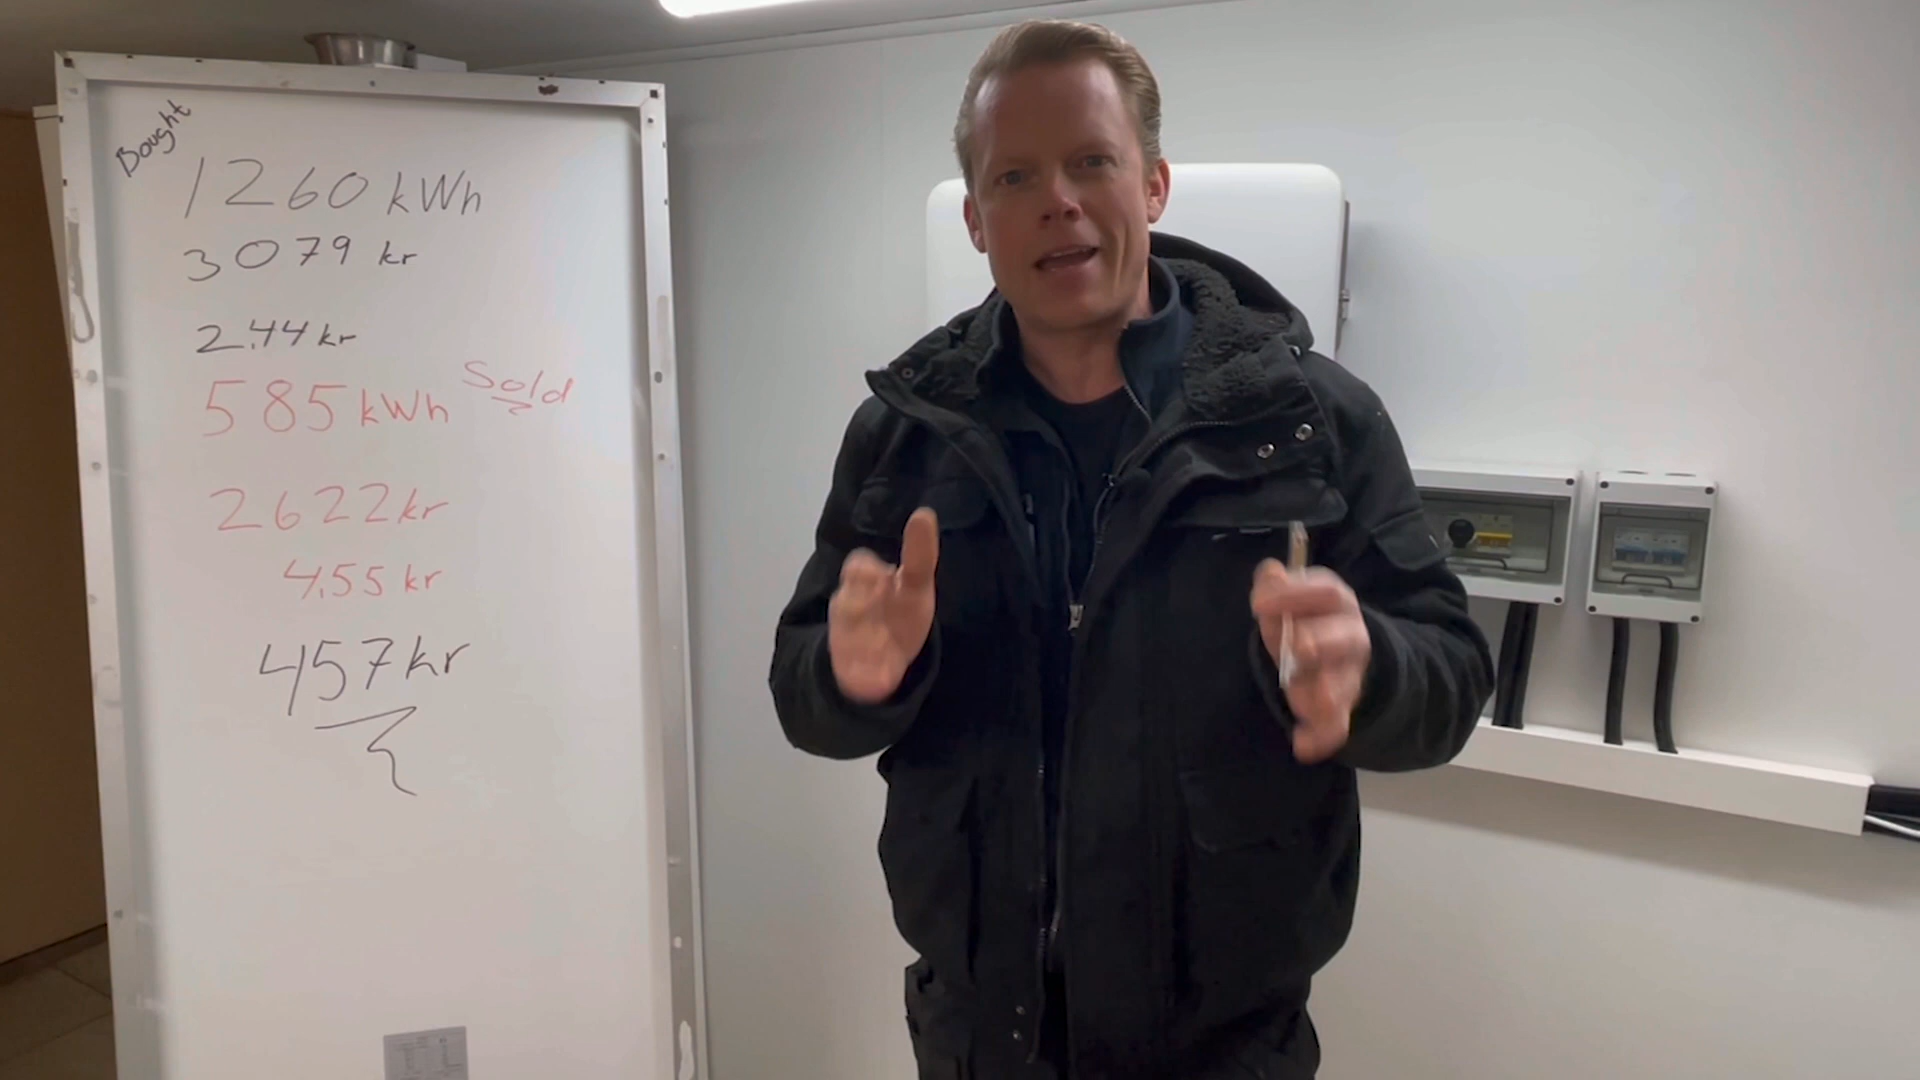 Bought
1260 kWh
3079 kr
2.44 kr
585 kWh Sold
2622 kr
4,55 kr
457 kr